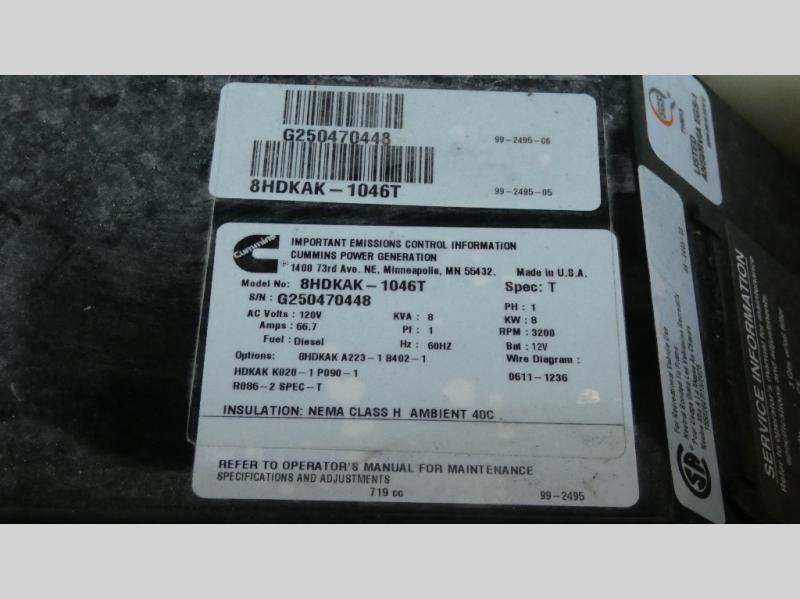 G250470448
99-2495-06
8HDKAK-1046T
99-2495-05
Cummins
IMPORTANT EMISSIONS CONTROL INFORMATION
CUMMINS POWER GENERATION
1400 73rd Ave. NE, Minneapolis, MN 55432. Made in U.S.A.
Model No: 8HDKAK-1046T Spec: T
S/N: G250470448
PH : 1
AC Volts : 120V KVA : 8 KW : 8
Amps : 66.7 Pf : 1 RPM : 3200
Fuel : Diesel Hz : 60HZ Bat : 12V
Options: 8HDKAK A223-1 B402-1 Wire Diagram :
HDKAK K020-1 P090-1 0611-1236
R086-2 SPEC-T
INSULATION: NEMA CLASS H AMBIENT 40C
REFER TO OPERATOR'S MANUAL FOR MAINTENANCE
SPECIFICATIONS AND ADJUSTMENTS
719 cc 99-2495
LISTED
SERVICE INFORMATION